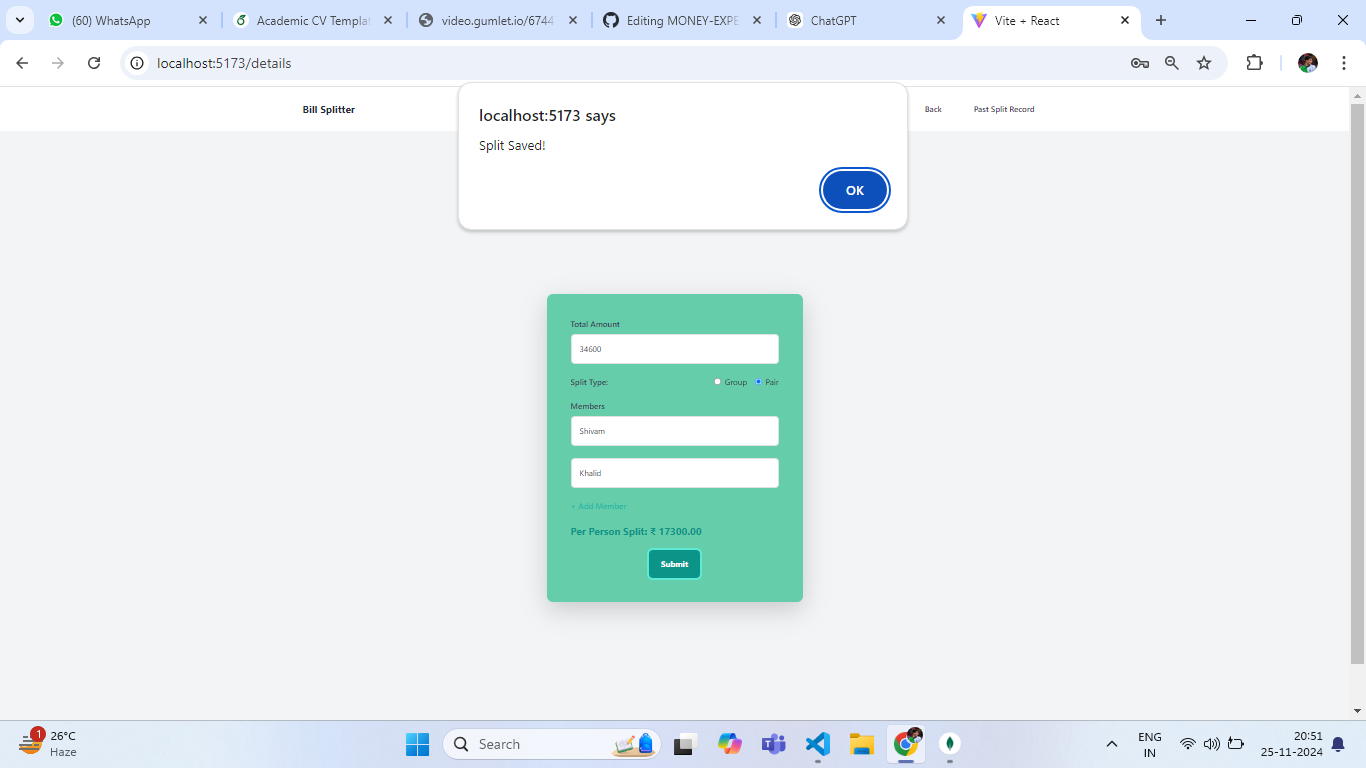 (60) WhatsApp
Academic CV Templat
video.gumlet.io/6744
Editing MONEY-EXPE
ChatGPT
Vite + React
localhost:5173/details
Bill Splitter
Back
Past Split Record
localhost:5173 says
Split Saved!
OK
Total Amount
34600
Split Type:
Group
Pair
Members
Shivam
Khalid
+ Add Member
Per Person Split: ₹ 17300.00
Submit
1
26°C
Haze
Search
ENG
IN
20:51
25-11-2024